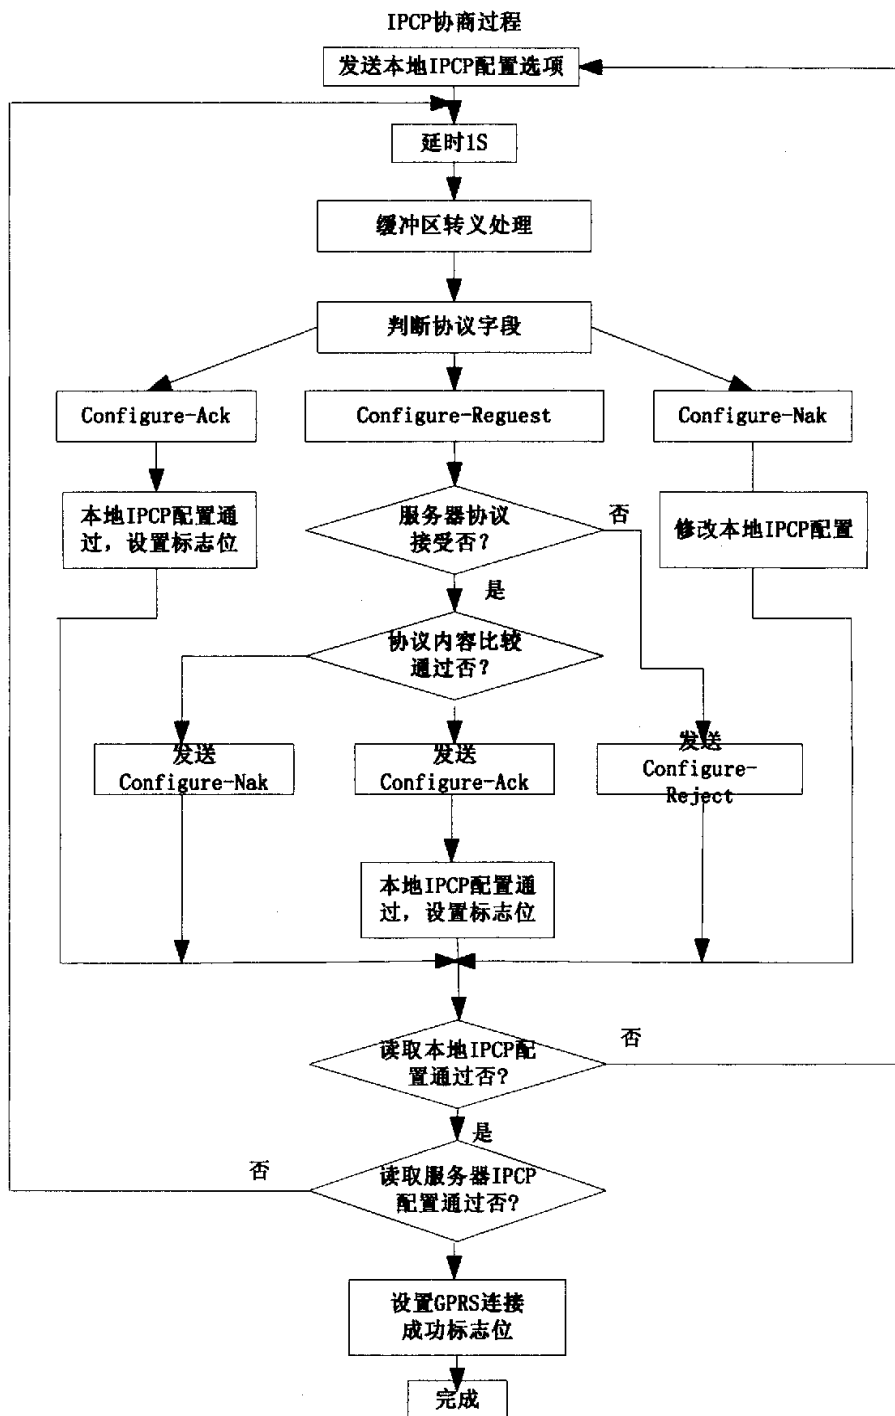 IPCP协商过程
发送本地IPCP配置选项
延时1S
缓冲区转义处理
判断协议字段
Configure-Ack
Configure-Reguest
Configure-Nak
本地IPCP配置通
过，设置标志位
服务器协议
接受否？
否
修改本地IPCP配置
是
协议内容比较
通过否？
发送
Configure-Nak
发送
Configure-Ack
发送
Configure-
Reject
本地IPCP配置通
过，设置标志位
读取本地IPCP配
置通过否？
否
是
读取服务器IPCP
配置通过否？
否
设置GPRS连接
成功标志位
完成